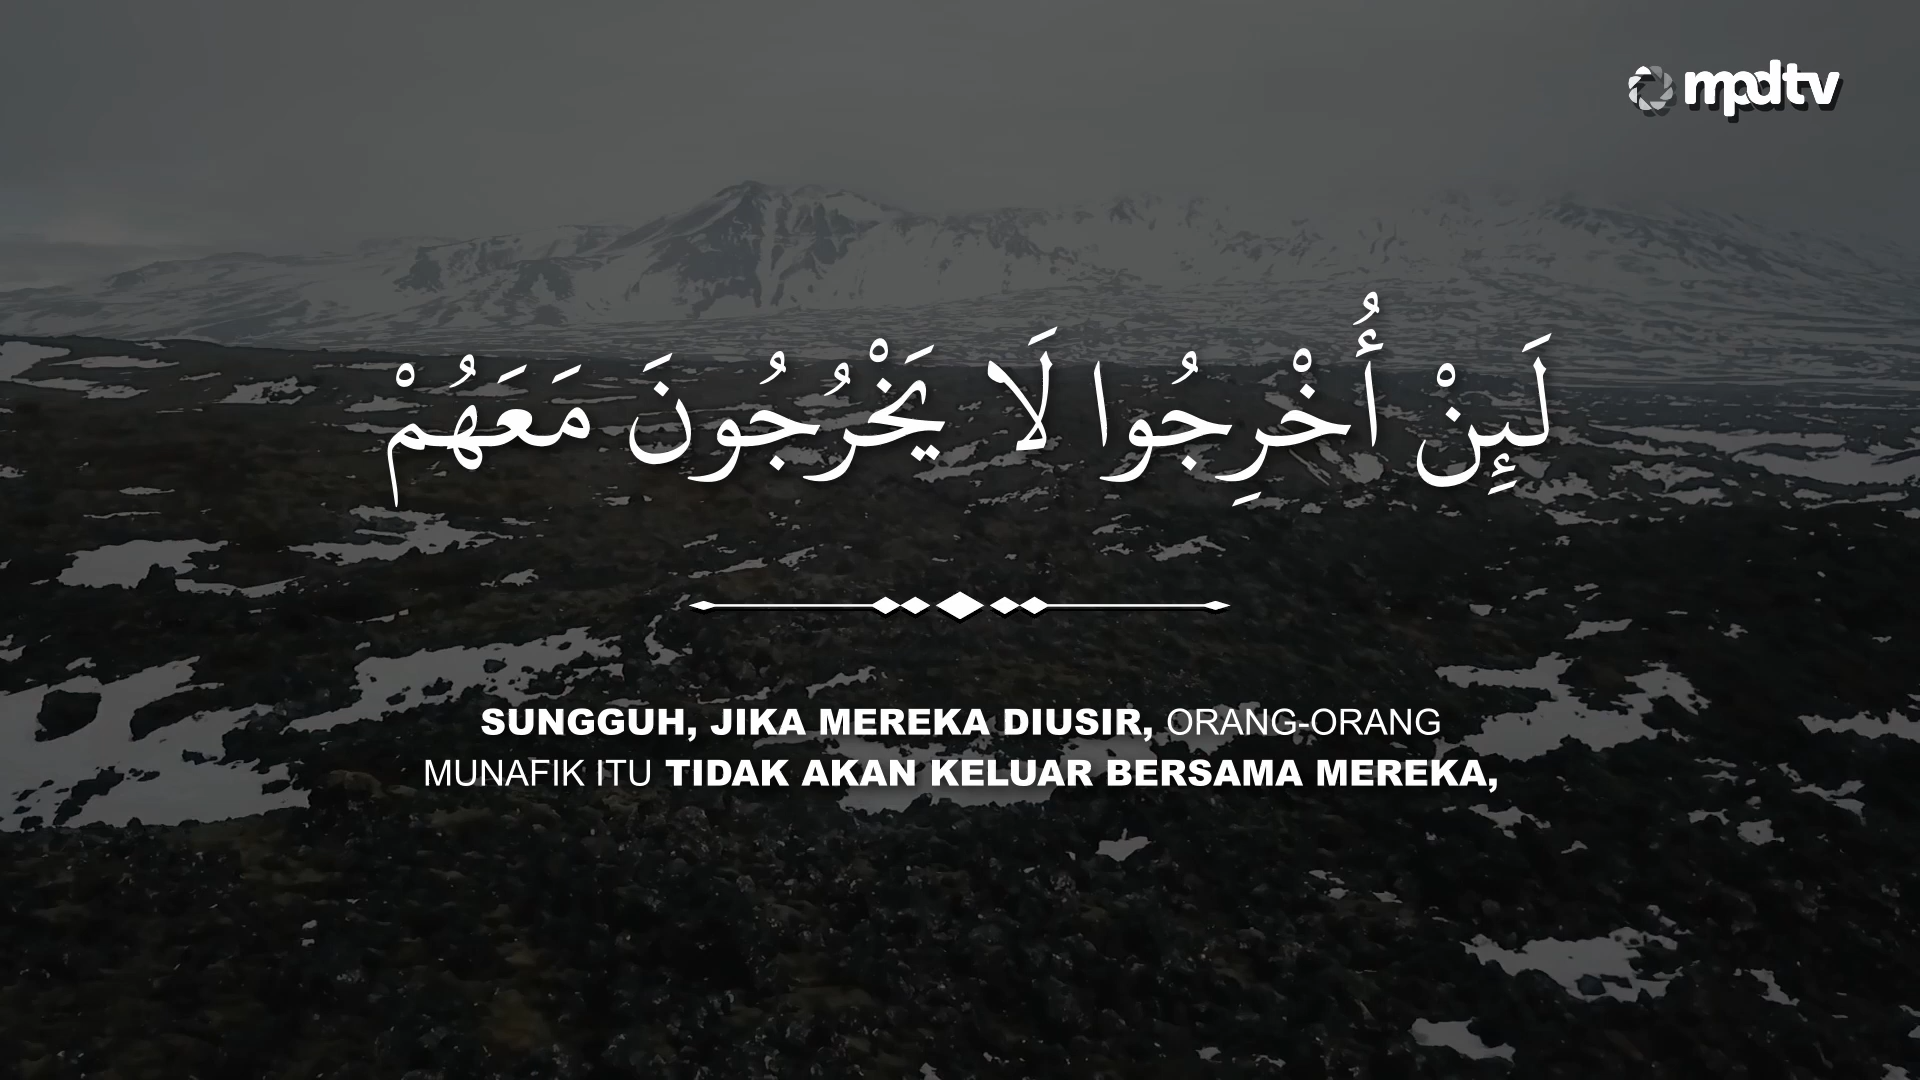 mpdtv
لَئِنْ أُخْرِجُوا لَا يَخْرُجُونَ مَعَهُمْ
SUNGGUH, JIKA MEREKA DIUSIR, ORANG-ORANG
MUNAFIK ITU TIDAK AKAN KELUAR BERSAMA MEREKA,